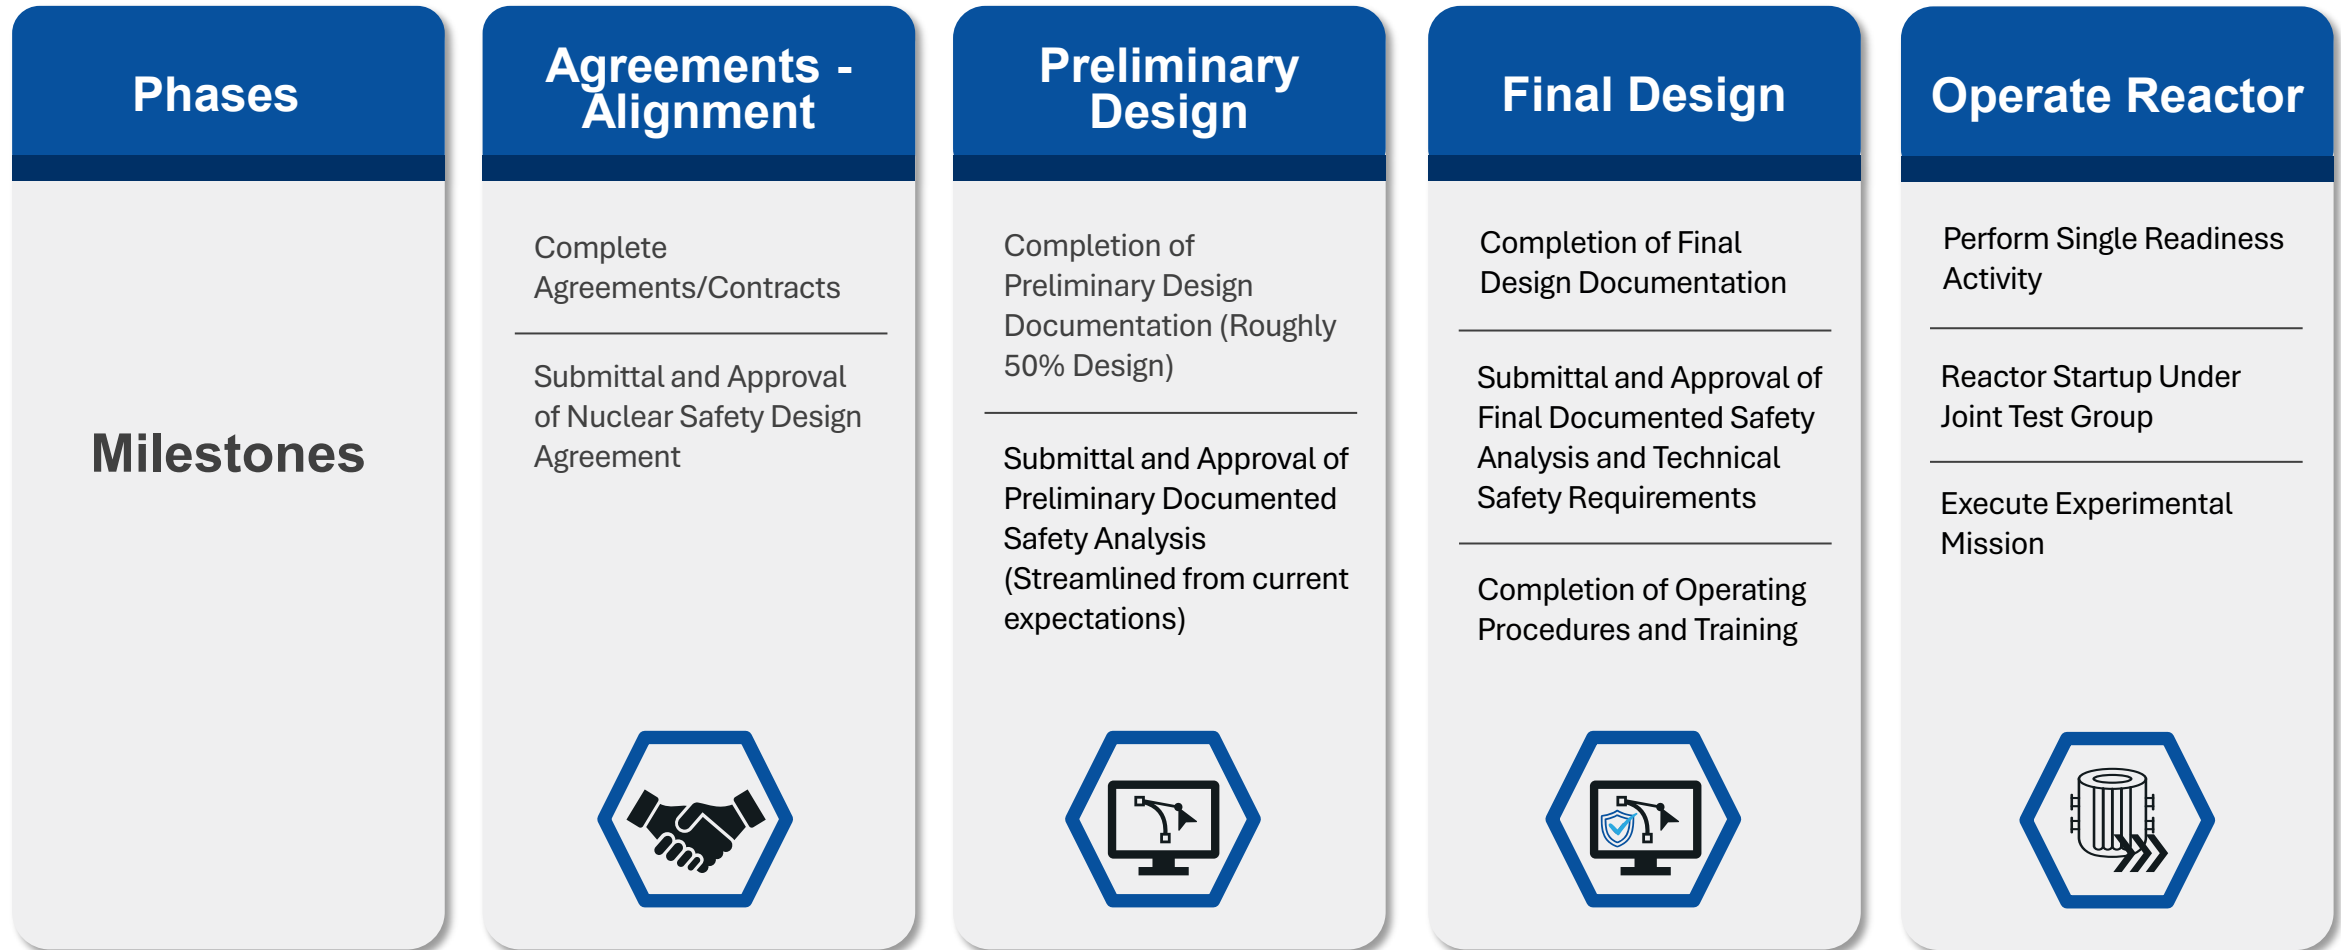 Phases
Milestones
Agreements -
Alignment
Complete
Agreements/Contracts
Submittal and Approval
of Nuclear Safety Design
Agreement
Preliminary
Design
Completion of
Preliminary Design
Documentation (Roughly
50% Design)
Submittal and Approval of
Preliminary Documented
Safety Analysis
(Streamlined from current
expectations)
Final Design
Completion of Final
Design Documentation
Submittal and Approval of
Final Documented Safety
Analysis and Technical
Safety Requirements
Completion of Operating
Procedures and Training
Operate Reactor
Perform Single Readiness
Activity
Reactor Startup Under
Joint Test Group
Execute Experimental
Mission